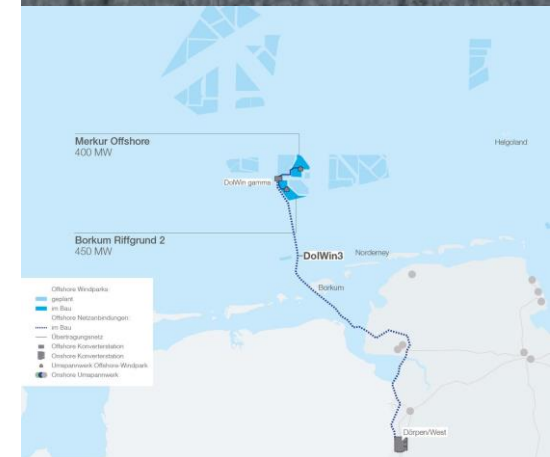 Merkur Offshore
400 MW
Helgoland
DolWin gamma
Borkum Riffgrund 2
450 MW
DolWin3
Norderney
Borkum
Offshore Windparks
geplant
im Bau
Offshore Netzanbindungen:
im Bau
Übertragungsnetz
Offshore Konverterstation
Onshore Konverterstation
Umspannwerk Offshore-Windpark
Onshore Umspannwerk
Dörpen/West